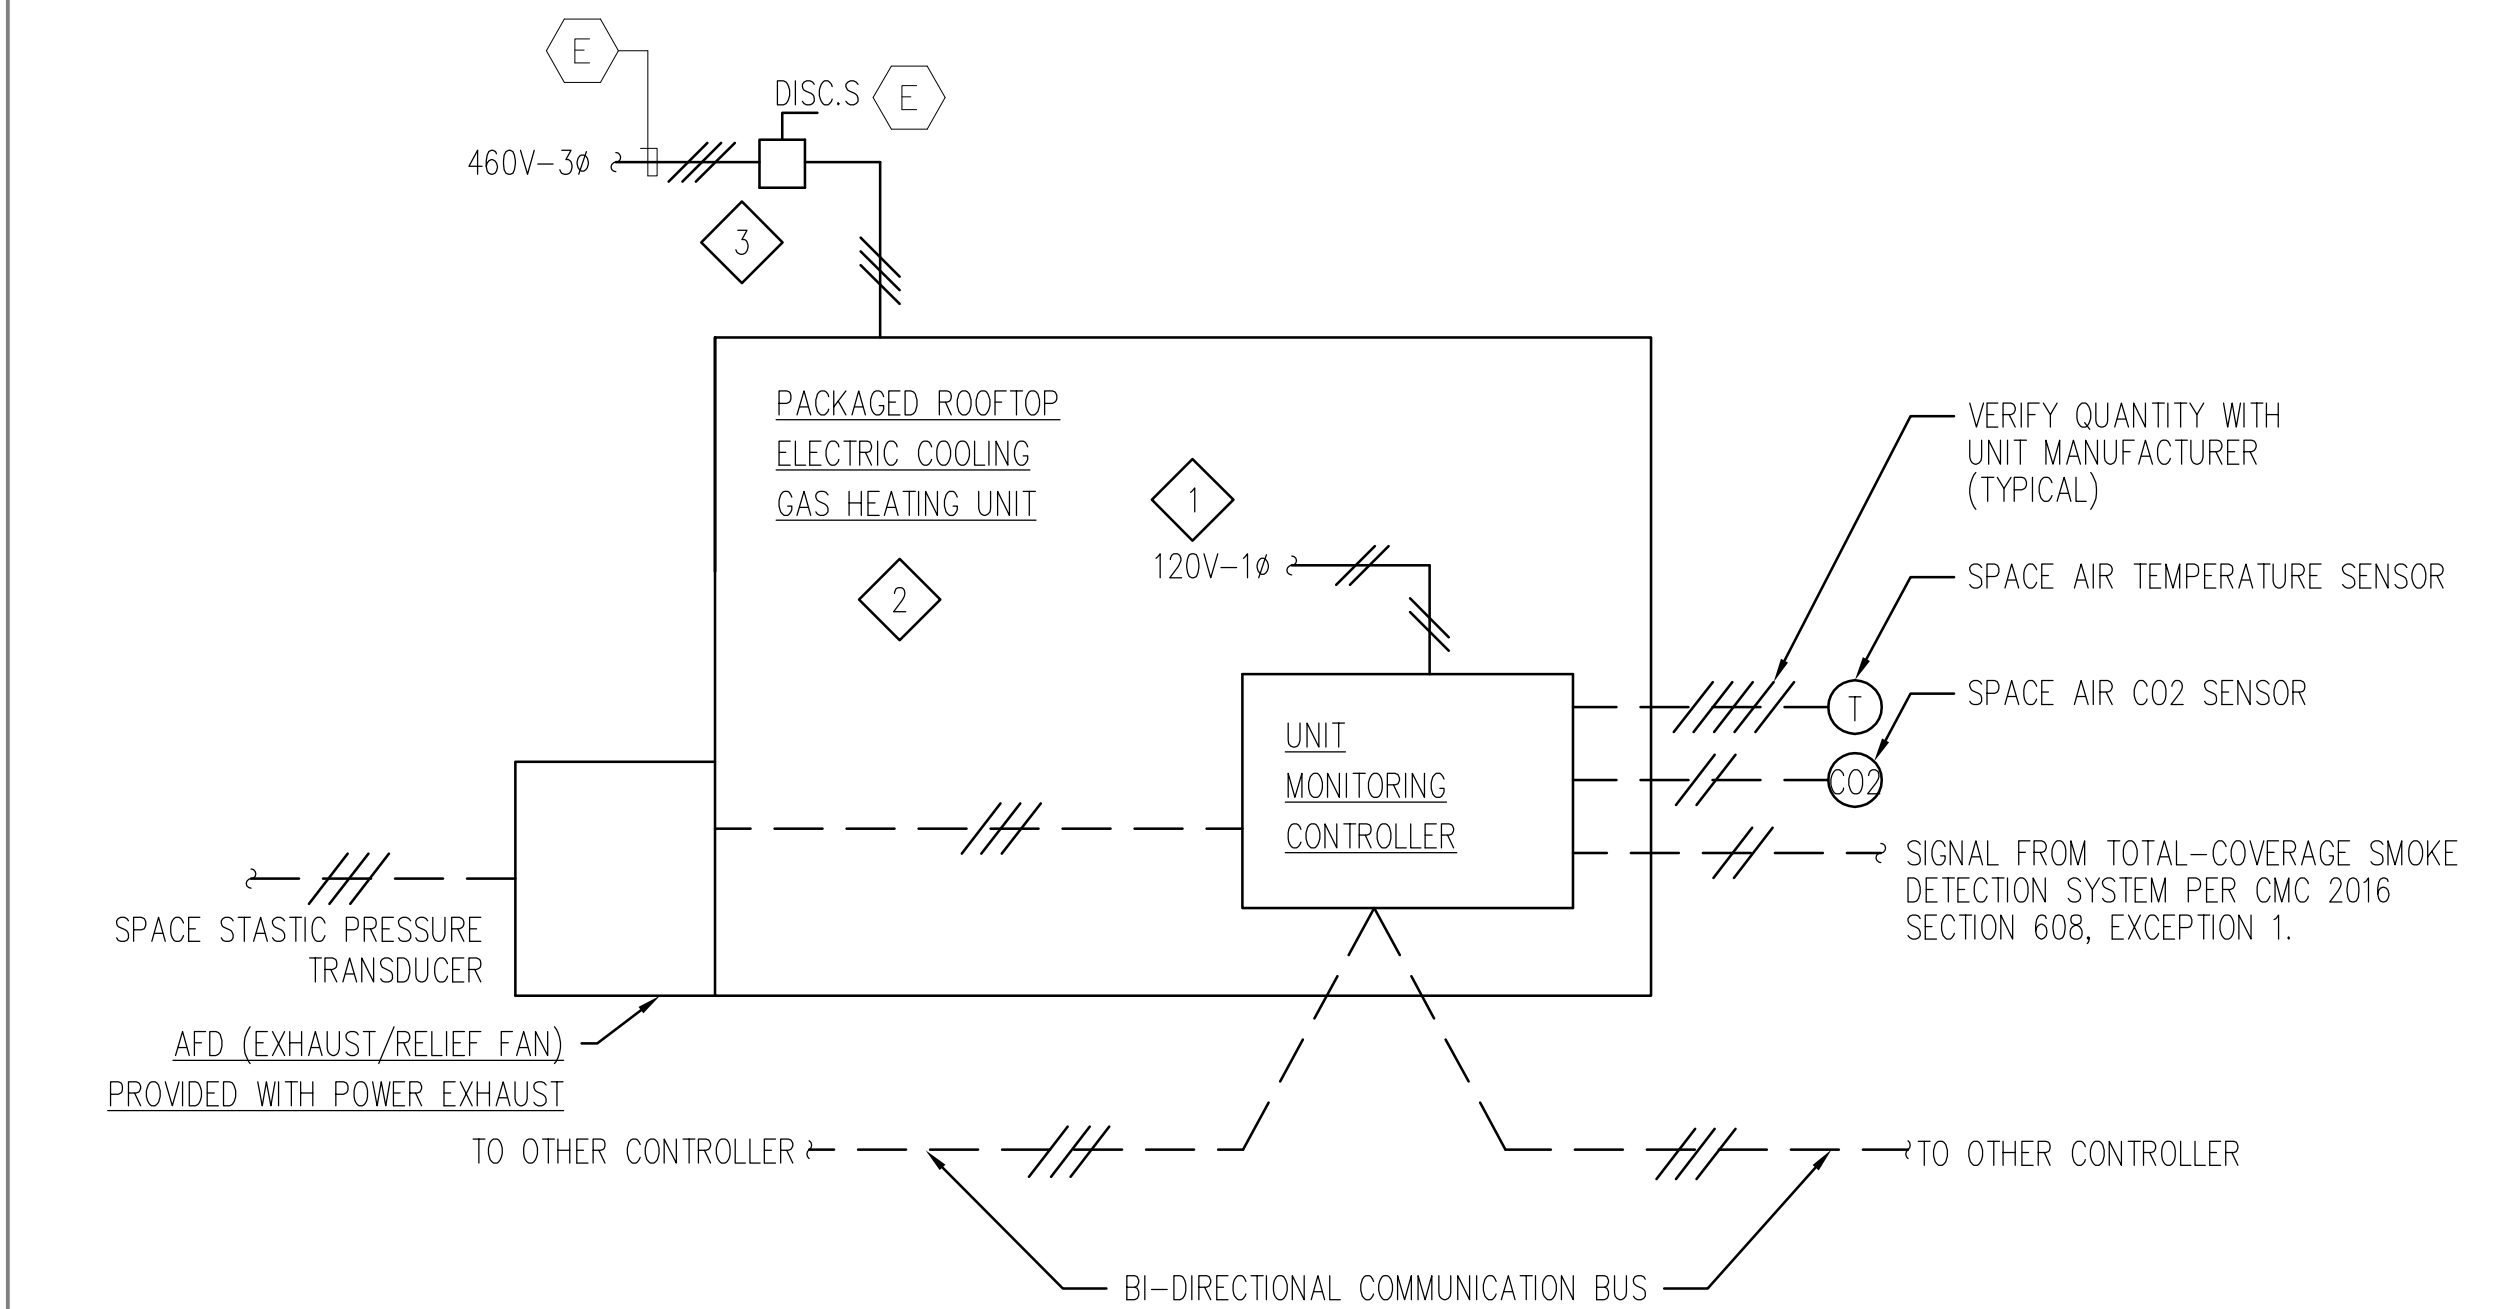 E
DISC.S
E
460V-3Ø
3
PACKAGED ROOFTOP
ELECTRIC COOLING
GAS HEATING UNIT
1
120V-1Ø
2
VERIFY QUANTITY WITH
UNIT MANUFACTURER
(TYPICAL)
SPACE AIR TEMPERATURE SENSOR
SPACE AIR CO2 SENSOR
T
CO2
UNIT
MONITORING
CONTROLLER
SIGNAL FROM TOTAL-COVERAGE SMOKE
DETECTION SYSTEM PER CMC 2016
SECTION 608, EXCEPTION 1.
SPACE STASTIC PRESSURE
TRANSDUCER
AFD (EXHAUST/RELIEF FAN)
PROVIDED WITH POWER EXHAUST
TO OTHER CONTROLLER
TO OTHER CONTROLLER
BI-DIRECTIONAL COMMUNICATION BUS